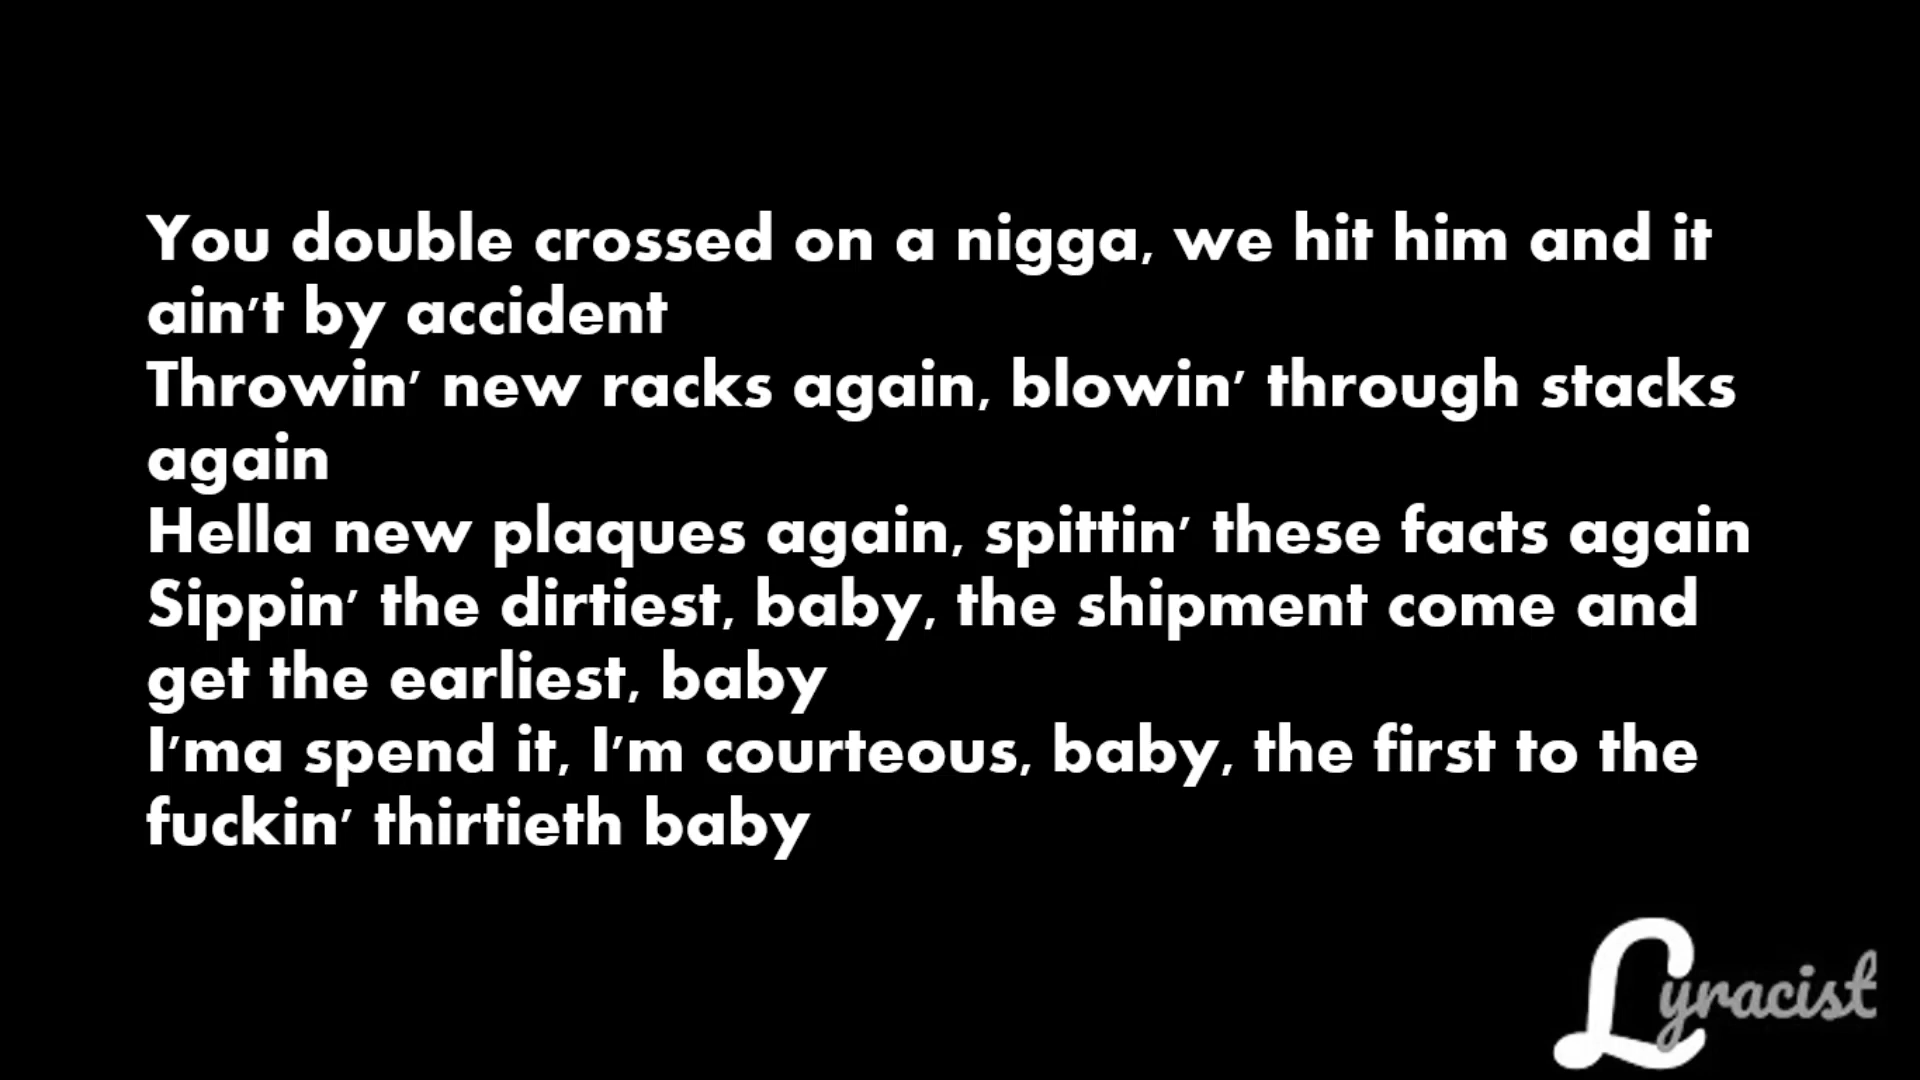 You double crossed on a nigga, we hit him and it
ain't by accident
Throwin' new racks again, blowin' through stacks
again
Hella new plaques again, spittin' these facts again
Sippin' the dirtiest, baby, the shipment come and
get the earliest, baby
I'ma spend it, I'm courteous, baby, the first to the
fuckin' thirtieth baby
Lyracist